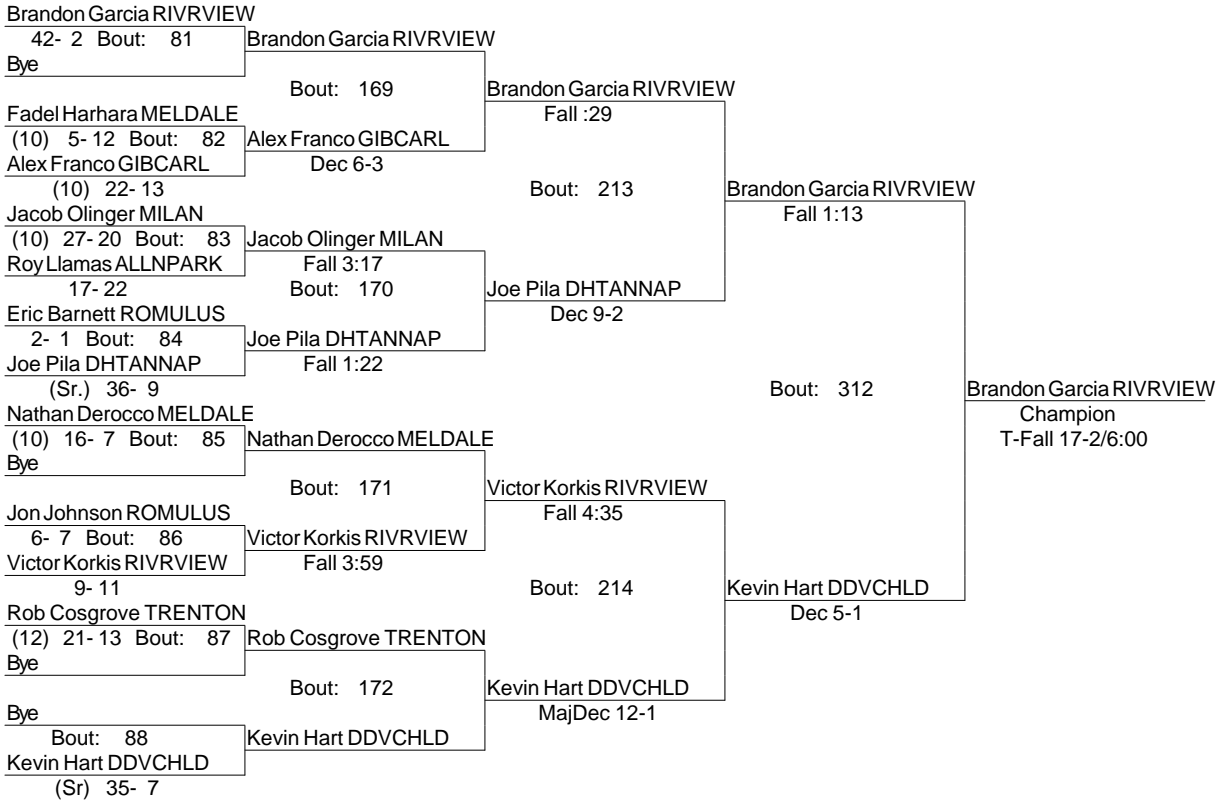 Brandon Garcia RIVRVIEW
42- 2 Bout: 81
Bye
Fadel Harhara MELDALE
(10) 5- 12 Bout: 82
Alex Franco GIBCARL
(10) 22- 13
Jacob Olinger MILAN
(10) 27- 20 Bout: 83
Roy Llamas ALLNPARK
17- 22
Eric Barnett ROMULUS
2- 1 Bout: 84
Joe Pila DHTANNAP
(Sr.) 36- 9
Nathan Derocco MELDALE
(10) 16- 7 Bout: 85
Bye
Jon Johnson ROMULUS
6- 7 Bout: 86
Victor Korkis RIVRVIEW
9- 11
Rob Cosgrove TRENTON
(12) 21- 13 Bout: 87
Bye
Bye
Bout: 88
Kevin Hart DDVCHLD
(Sr) 35- 7
Brandon Garcia RIVRVIEW
Bout: 169
Alex Franco GIBCARL
Dec 6-3
Jacob Olinger MILAN
Fall 3:17
Bout: 170
Joe Pila DHTANNAP
Fall 1:22
Nathan Derocco MELDALE
Bout: 171
Victor Korkis RIVRVIEW
Fall 3:59
Rob Cosgrove TRENTON
Bout: 172
Kevin Hart DDVCHLD
Brandon Garcia RIVRVIEW
Fall :29
Bout: 213
Joe Pila DHTANNAP
Dec 9-2
Victor Korkis RIVRVIEW
Fall 4:35
Bout: 214
Kevin Hart DDVCHLD
MajDec 12-1
Brandon Garcia RIVRVIEW
Fall 1:13
Bout: 312
Kevin Hart DDVCHLD
Dec 5-1
Brandon Garcia RIVRVIEW
Champion
T-Fall 17-2/6:00